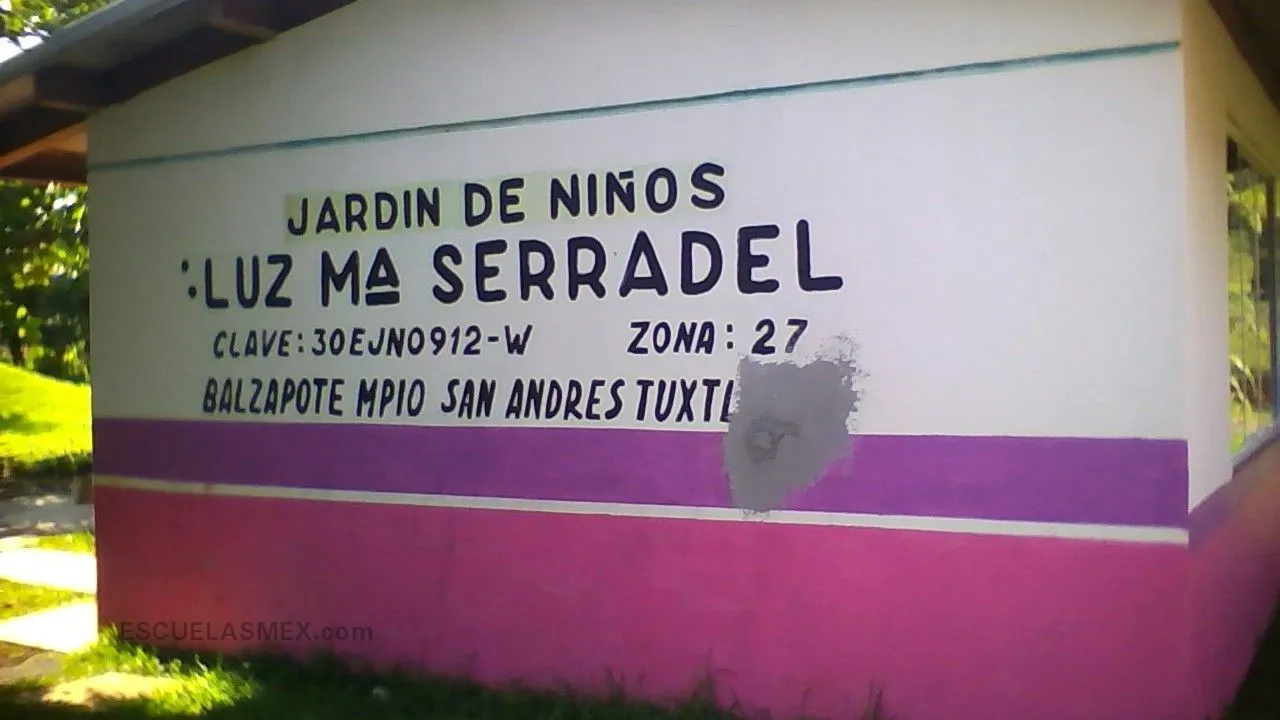 JARDIN DE NIÑOS
:LUZ Mª SERRADEL
CLAVE:30EJN0912-W ZONA: 27
BALZAPOTE MPIO SAN ANDRES TUXTL
ESCUELASMEX.com